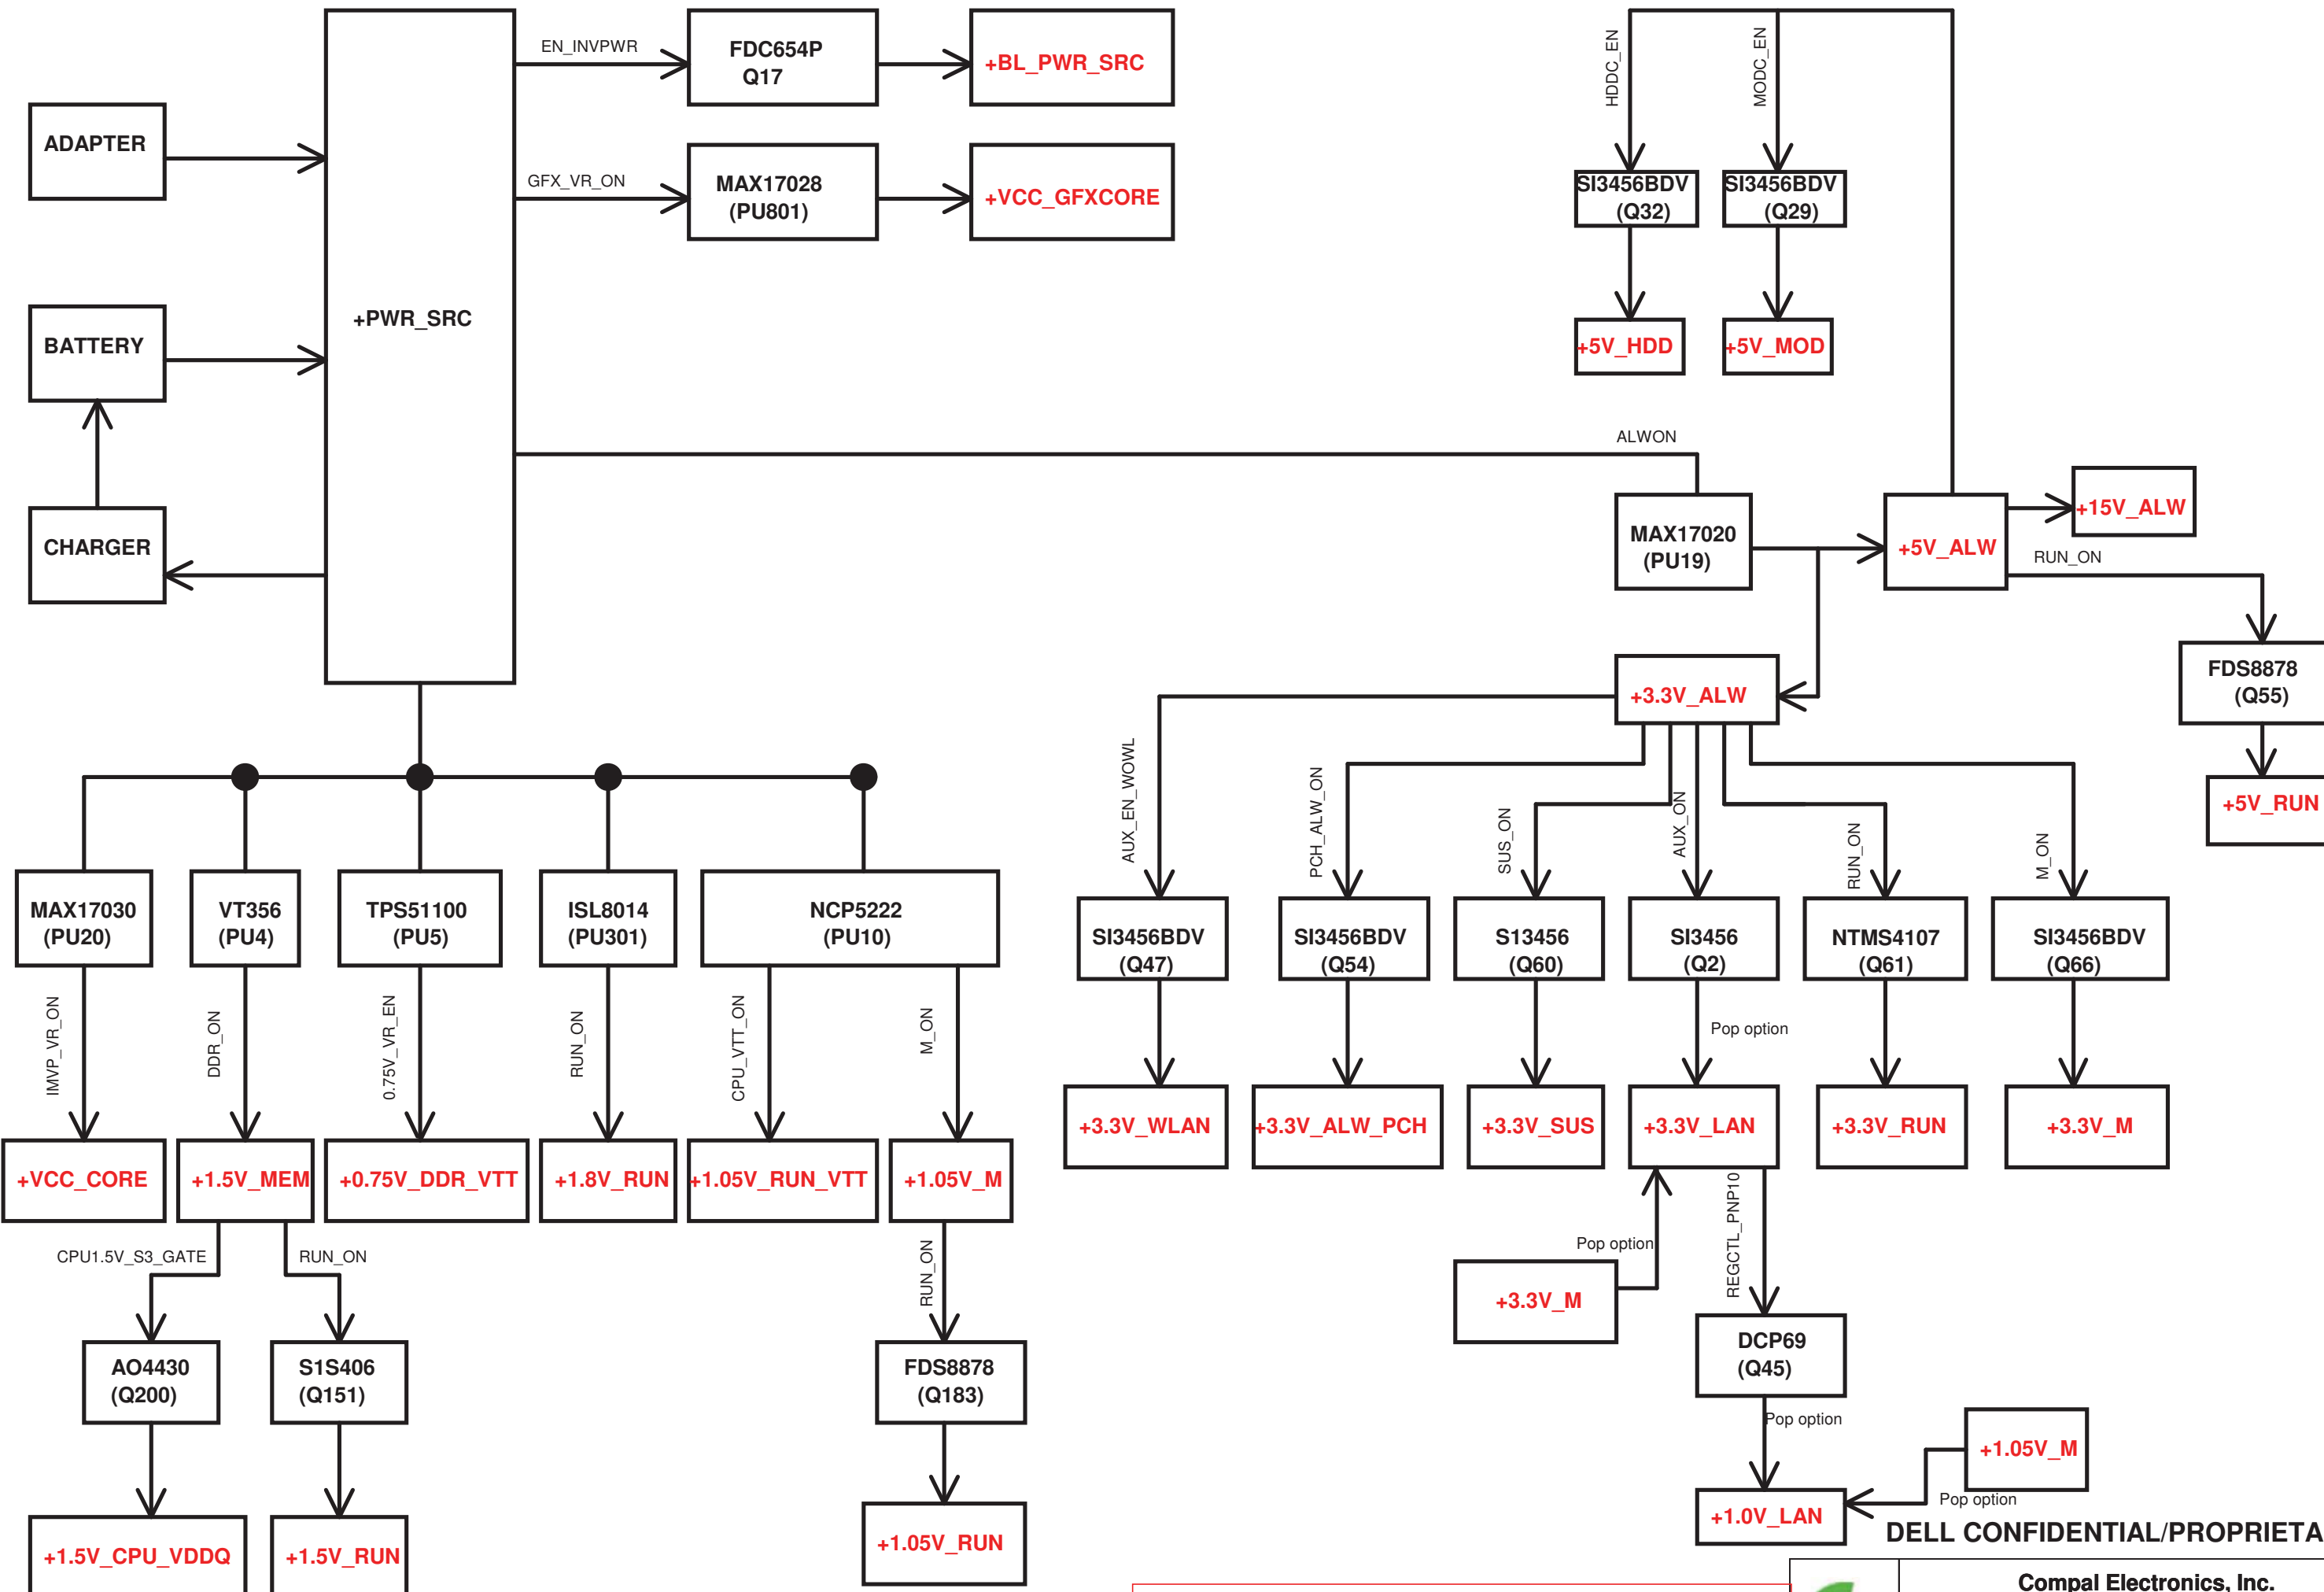 EN_INVPWR
FDC654P
Q17
+BL_PWR_SRC
HDDC_EN
MODC_EN
ADAPTER
GFX_VR_ON
MAX17028
(PU801)
+VCC_GFXCORE
SI3456BDV
(Q32)
SI3456BDV
(Q29)
+PWR_SRC
BATTERY
+5V_HDD
+5V_MOD
ALWON
CHARGER
MAX17020
(PU19)
+5V_ALW
+15V_ALW
RUN_ON
+3.3V_ALW
FDS8878
(Q55)
+5V_RUN
AUX_EN_WOWL
PCH_ALW_ON
SUS_ON
AUX_ON
RUN_ON
M_ON
MAX17030
(PU20)
VT356
(PU4)
TPS51100
(PU5)
ISL8014
(PU301)
NCP5222
(PU10)
SI3456BDV
(Q47)
SI3456BDV
(Q54)
S13456
(Q60)
SI3456
(Q2)
NTMS4107
(Q61)
SI3456BDV
(Q66)
IMVP_VR_ON
DDR_ON
0.75V_VR_EN
RUN_ON
CPU_VTT_ON
M_ON
Pop option
+3.3V_WLAN
+3.3V_ALW_PCH
+3.3V_SUS
+3.3V_LAN
+3.3V_RUN
+3.3V_M
+VCC_CORE
+1.5V_MEM
+0.75V_DDR_VTT
+1.8V_RUN
+1.05V_RUN_VTT
+1.05V_M
CPU1.5V_S3_GATE
RUN_ON
RUN_ON
Pop option
REGCTL_PNP10
+3.3V_M
AO4430
(Q200)
S1S406
(Q151)
FDS8878
(Q183)
DCP69
(Q45)
Pop option
+1.05V_M
Pop option
+1.0V_LAN
+1.5V_CPU_VDDQ
+1.5V_RUN
+1.05V_RUN
DELL CONFIDENTIAL/PROPRIETA
Compal Electronics, Inc.